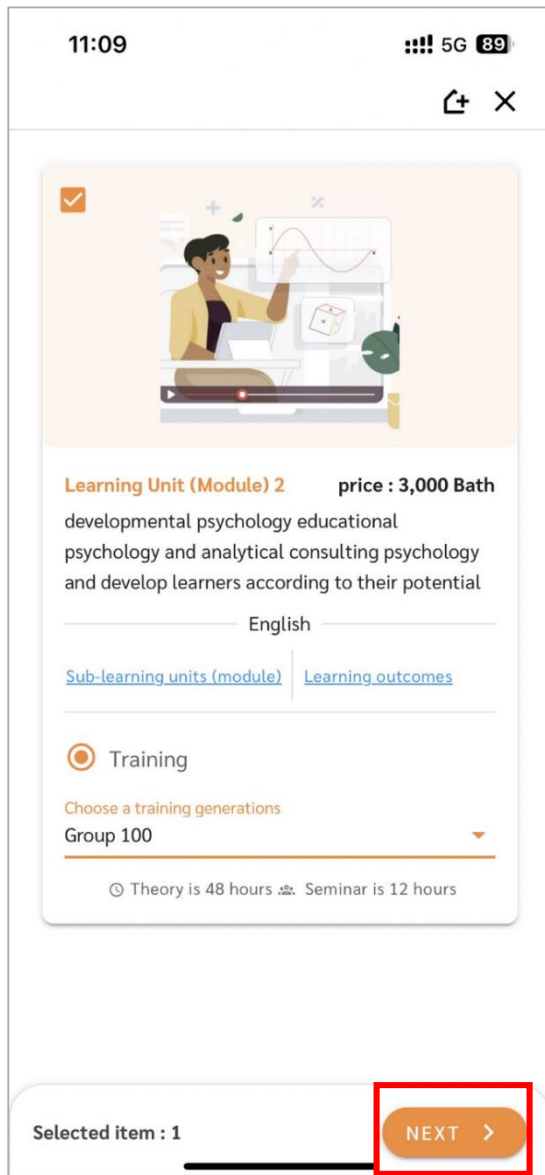 11:09
5G 89
Learning Unit (Module) 2 price : 3,000 Bath
developmental psychology educational
psychology and analytical consulting psychology
and develop learners according to their potential
English
Sub-learning units (module) Learning outcomes
Training
Choose a training generations
Group 100
Theory is 48 hours Seminar is 12 hours
Selected item : 1
NEXT